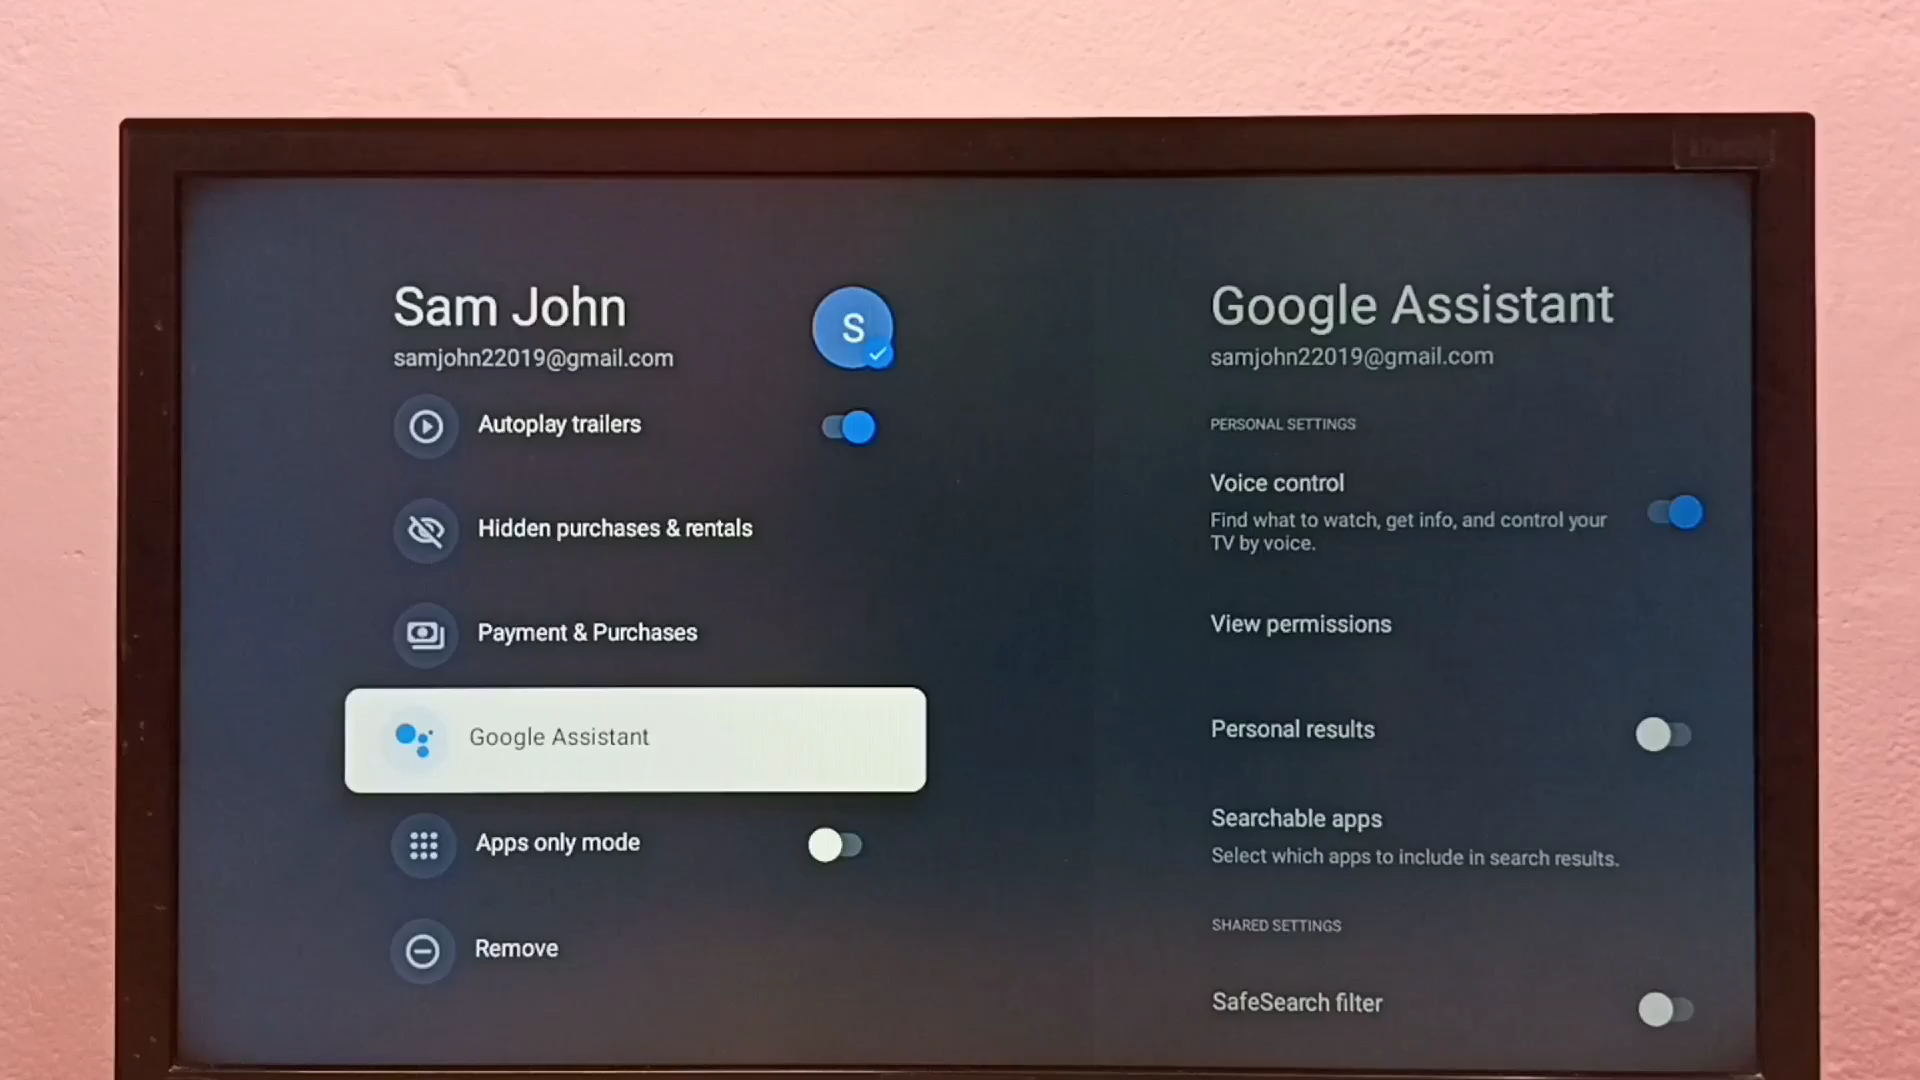 Sam John
samjohn22019@gmail.com
S
Autoplay trailers
Hidden purchases & rentals
Payment & Purchases
Google Assistant
Apps only mode
Remove
Google Assistant
samjohn22019@gmail.com
PERSONAL SETTINGS
Voice control
Find what to watch, get info, and control your
TV by voice.
View permissions
Personal results
Searchable apps
Select which apps to include in search results.
SHARED SETTINGS
SafeSearch filter